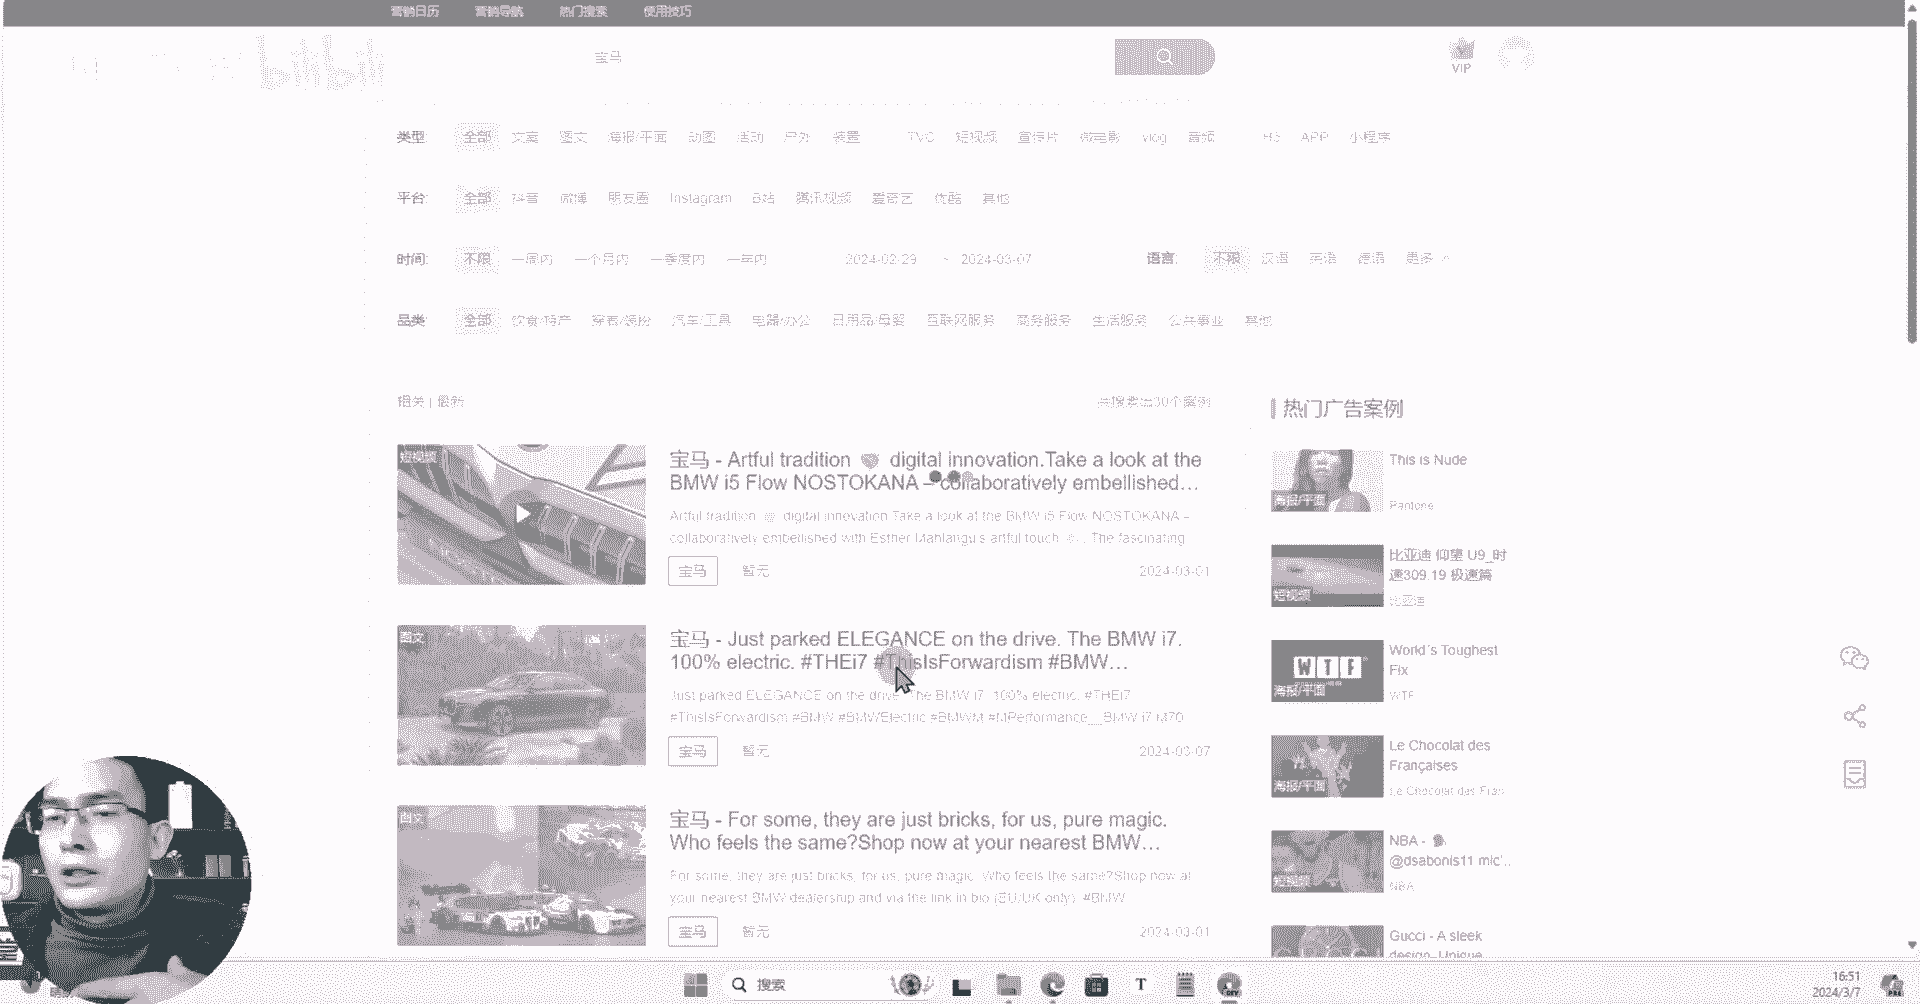 营销日历 营销导航 热门搜索 使用技巧
bilibili
宝马
VIP
类型: 全部 文案 图文 海报/平面 动图 活动 户外 装置 TVC 短视频 宣传片 微电影 vlog 音频 H5 APP 小程序
平台: 全部 抖音 微博 朋友圈 Instagram B站 腾讯视频 爱奇艺 优酷 其他
时间: 不限 一周内 一个月内 一季度内 一年内 2024-02-29 ~ 2024-03-07 语言: 不限 汉语 英语 德语 更多
品类: 全部 饮食/特产 穿衣/装扮 汽车/工具 电器/办公 日用品/母婴 互联网服务 商务服务 生活服务 公共事业 其他
相关 | 最新
共搜索出30个案例
短视频
宝马 - Artful tradition digital innovation.Take a look at the
BMW i5 Flow NOSTOKANA – collaboratively embellished...
Artful tradition digital innovation.Take a look at the BMW i5 Flow NOSTOKANA –
collaboratively embellished with Esther Mahlangu's artful touch . The fascinating
宝马 暂无 2024-03-01
图文
宝马 - Just parked ELEGANCE on the drive. The BMW i7.
100% electric. #THEi7 #ThisIsForwardism #BMW...
Just parked ELEGANCE on the drive. The BMW i7. 100% electric. #THEi7
#ThisIsForwardism #BMW #BMWElectric #BMWM #MPerformance__BMW i7 M70
宝马 暂无 2024-03-07
图文
宝马 - For some, they are just bricks, for us, pure magic.
Who feels the same?Shop now at your nearest BMW...
For some, they are just bricks, for us, pure magic. Who feels the same?Shop now at
your nearest BMW dealership and via the link in bio (EU/UK only). #BMW
宝马 暂无 2024-03-01
热门广告案例
海报/平面
This is Nude
Pantone
短视频
比亚迪 仰望 U9_时
速309.19 极速篇
比亚迪
WTF
海报/平面
World's Toughest
Fix
WTF
海报/平面
Le Chocolat des
Françaises
Le Chocolat des Fran
短视频
NBA -
@dsabonis11 mic'..
NBA
Gucci - A sleek
design. Unique
搜索
T
DEV
16:51
2024/3/7
PRE